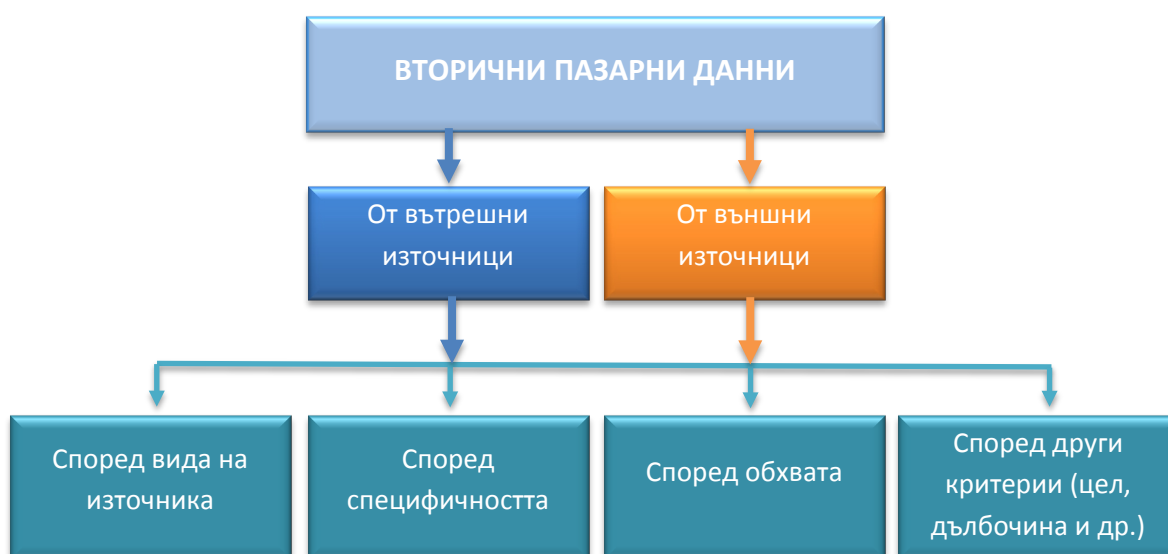 ВТОРИЧНИ ПАЗАРНИ ДАННИ
От вътрешни
източници
От външни
източници
Според вида на
източника
Според
специфичността
Според обхвата
Според други
критерии (цел,
дълбочина и др.)